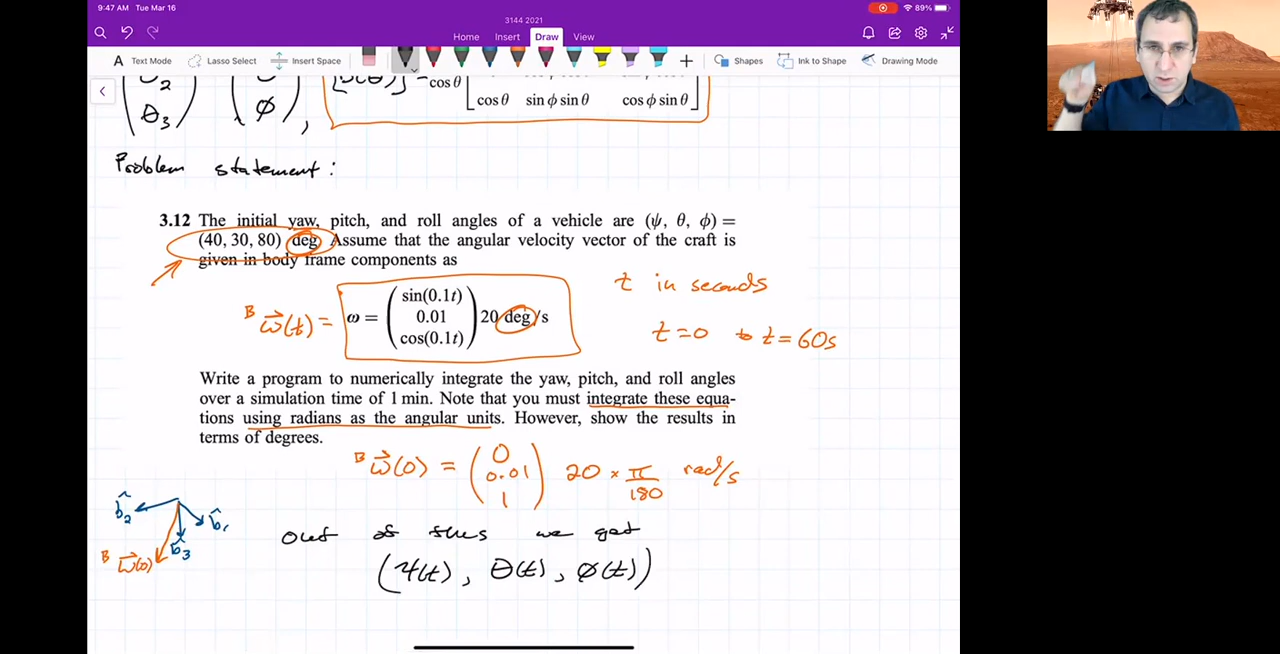 9:47 AM Tue Mar 16
89%
3144 2021
Home Insert Draw View
A Text Mode Lasso Select Insert Space Shapes Ink to Shape Drawing Mode
θ₃ φ , cos θ
cos θ sin φ sin θ cos φ sin θ
Problem statement:
3.12 The initial yaw, pitch, and roll angles of a vehicle are (ψ, θ, φ) =
(40, 30, 80) deg. Assume that the angular velocity vector of the craft is
given in body frame components as
t in seconds
ᴮω(t) = ω = ( sin(0.1t) 0.01 cos(0.1t) ) 20 deg/s
t=0 to t=60s
Write a program to numerically integrate the yaw, pitch, and roll angles
over a simulation time of 1 min. Note that you must integrate these equa-
tions using radians as the angular units. However, show the results in
terms of degrees.
ᴮω(0) = ( 0 0.01 1 ) 20 × π/180 rad/s
b̂₂ b̂₁
b̂₃
ᴮω(0)
out of this we get
(ψ(t), θ(t), φ(t))